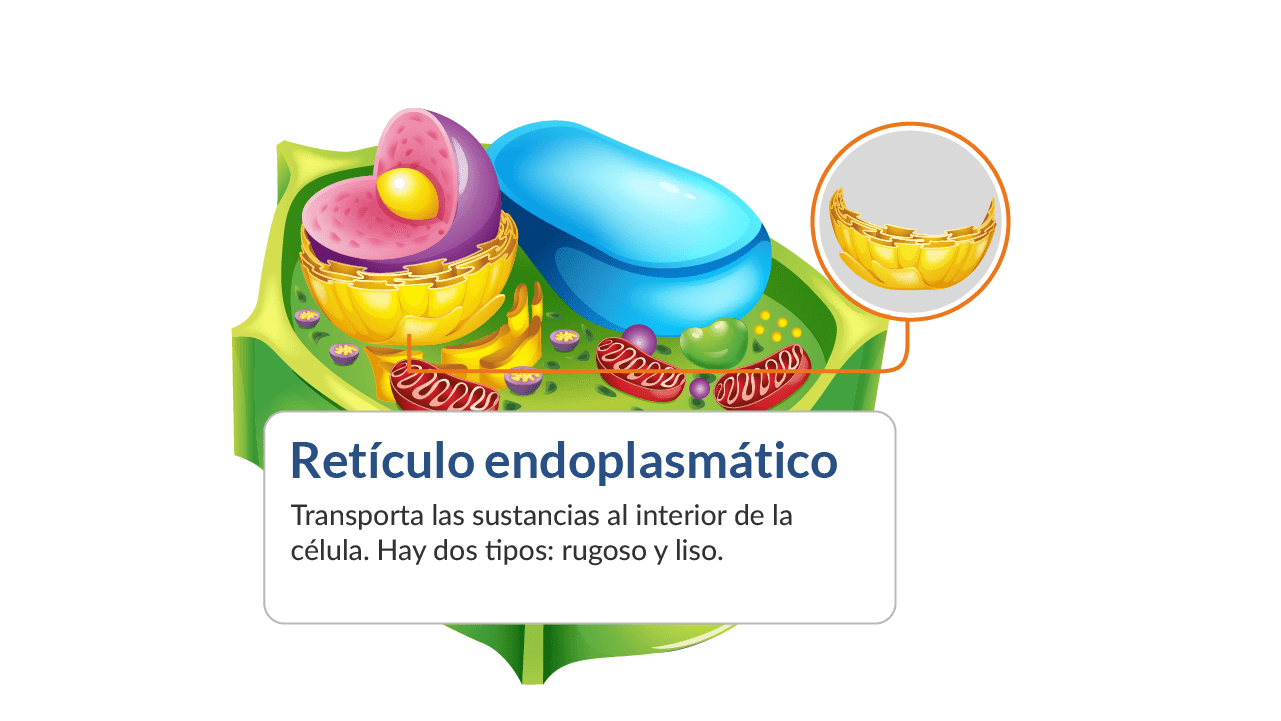 Retículo endoplasmático
Transporta las sustancias al interior de la
célula. Hay dos tipos: rugoso y liso.